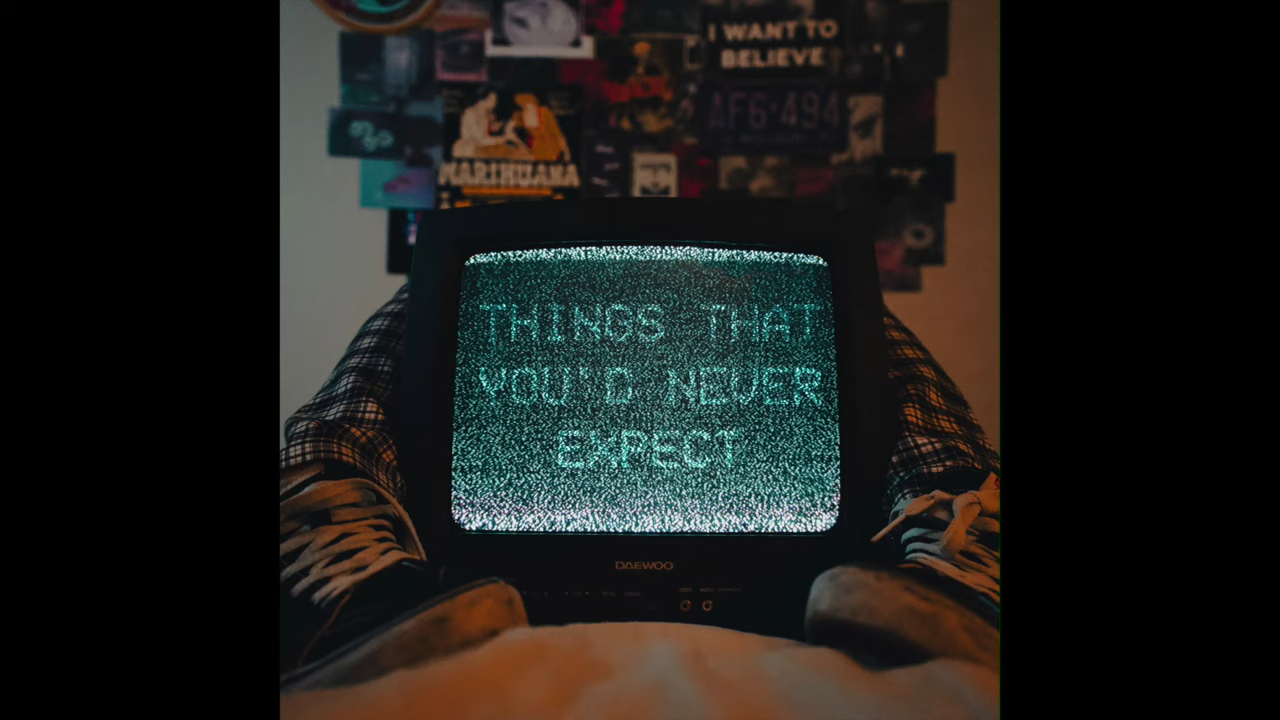 I WANT TO
BELIEVE
AF6·494
MARIHUANA
THINGS THAT
YOU'D NEVER
EXPECT
DAEWOO